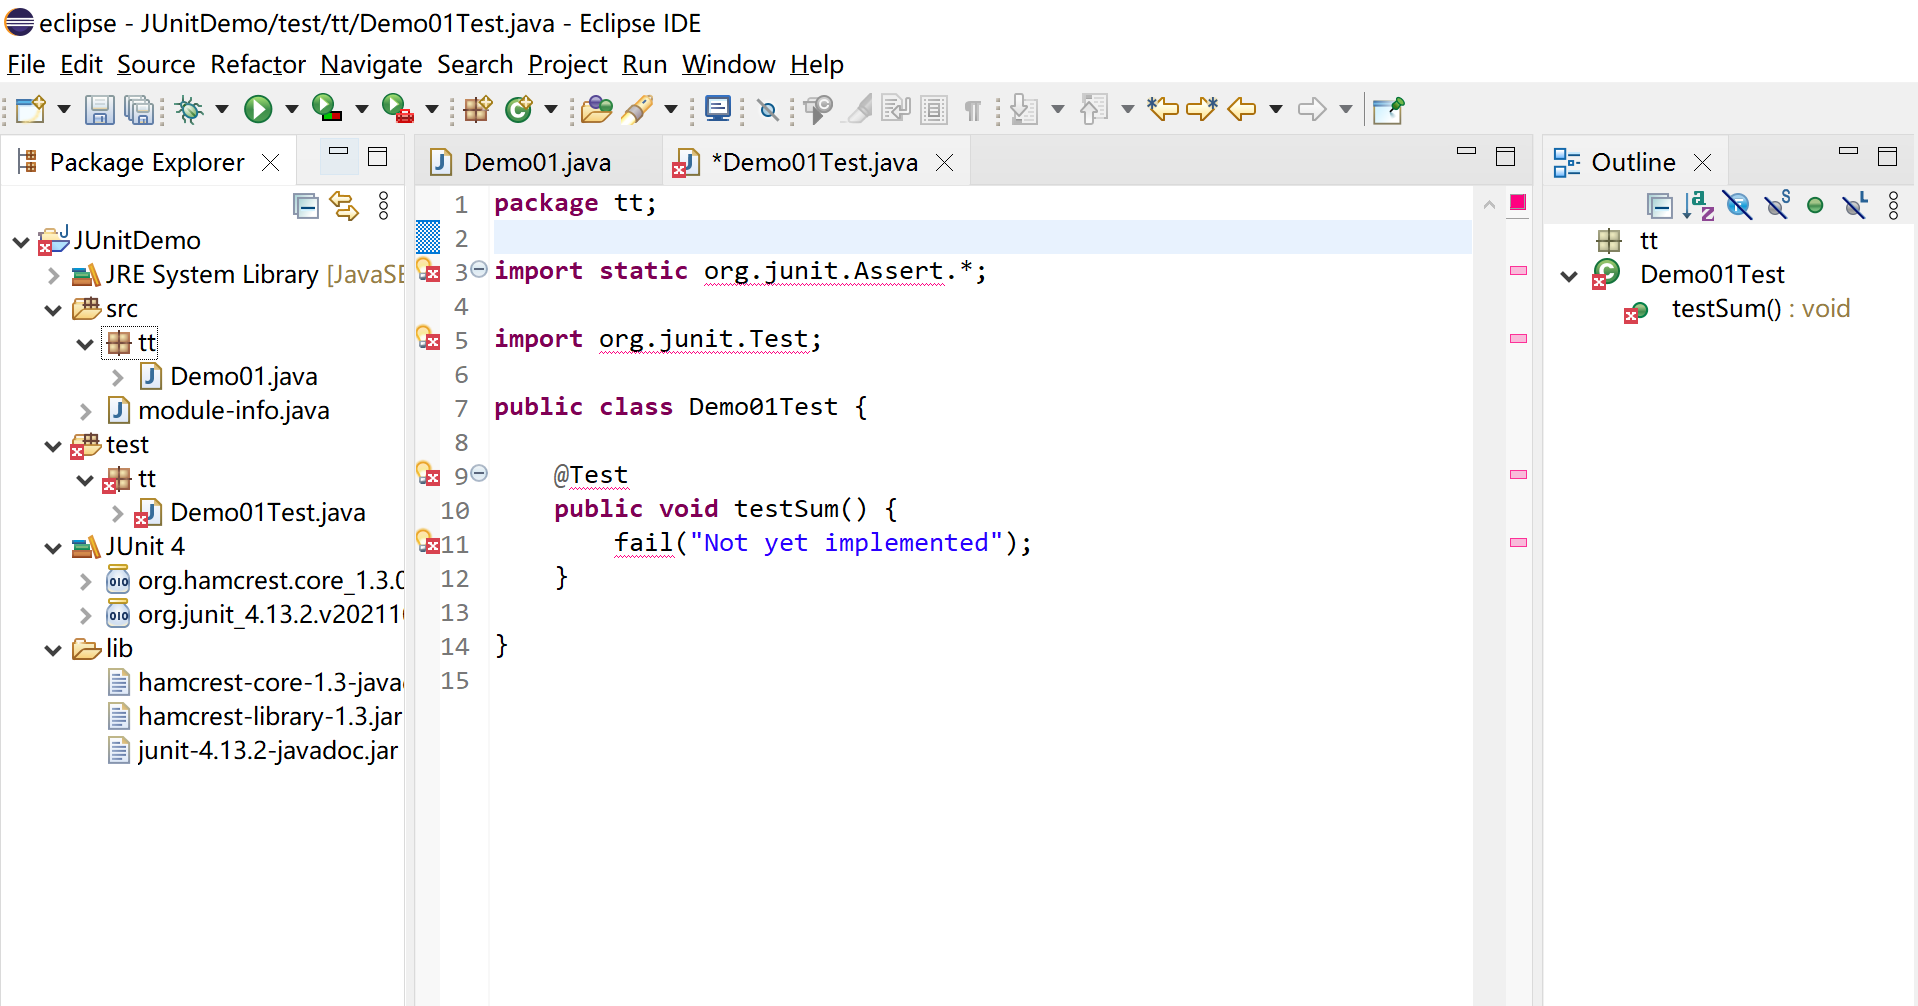 eclipse - JUnitDemo/test/tt/Demo01Test.java - Eclipse IDE
File Edit Source Refactor Navigate Search Project Run Window Help
Package Explorer
JUnitDemo
JRE System Library [JavaSE
src
tt
Demo01.java
module-info.java
test
tt
Demo01Test.java
JUnit 4
org.hamcrest.core_1.3.0
org.junit_4.13.2.v20211
lib
hamcrest-core-1.3-java
hamcrest-library-1.3.jar
junit-4.13.2-javadoc.jar
Demo01.java *Demo01Test.java
1 package tt;
2
3 import static org.junit.Assert.*;
4
5 import org.junit.Test;
6
7 public class Demo01Test {
8
9 @Test
10 public void testSum() {
11 fail("Not yet implemented");
12 }
13
14 }
15
Outline
tt
Demo01Test
testSum() : void